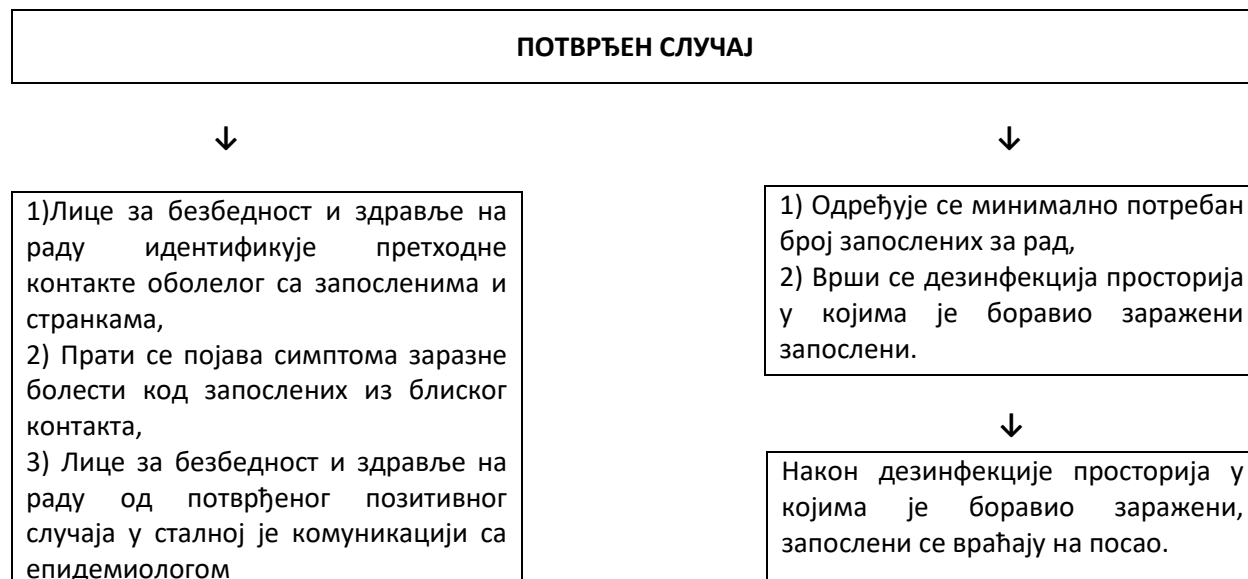 ПОТВРЂЕН СЛУЧАЈ
↓
↓
1)Лице за безбедност и здравље на
раду идентификује претходне
контакте оболелог са запосленима и
странкама,
2) Прати се појава симптома заразне
болести код запослених из блиског
контакта,
3) Лице за безбедност и здравље на
раду од потврђеног позитивног
случаја у сталној је комуникацији са
епидемиологом
1) Одређује се минимално потребан
број запослених за рад,
2) Врши се дезинфекција просторија
у којима је боравио заражени
запослени.
↓
Након дезинфекције просторија у
којима је боравио заражени,
запослени се враћају на посао.